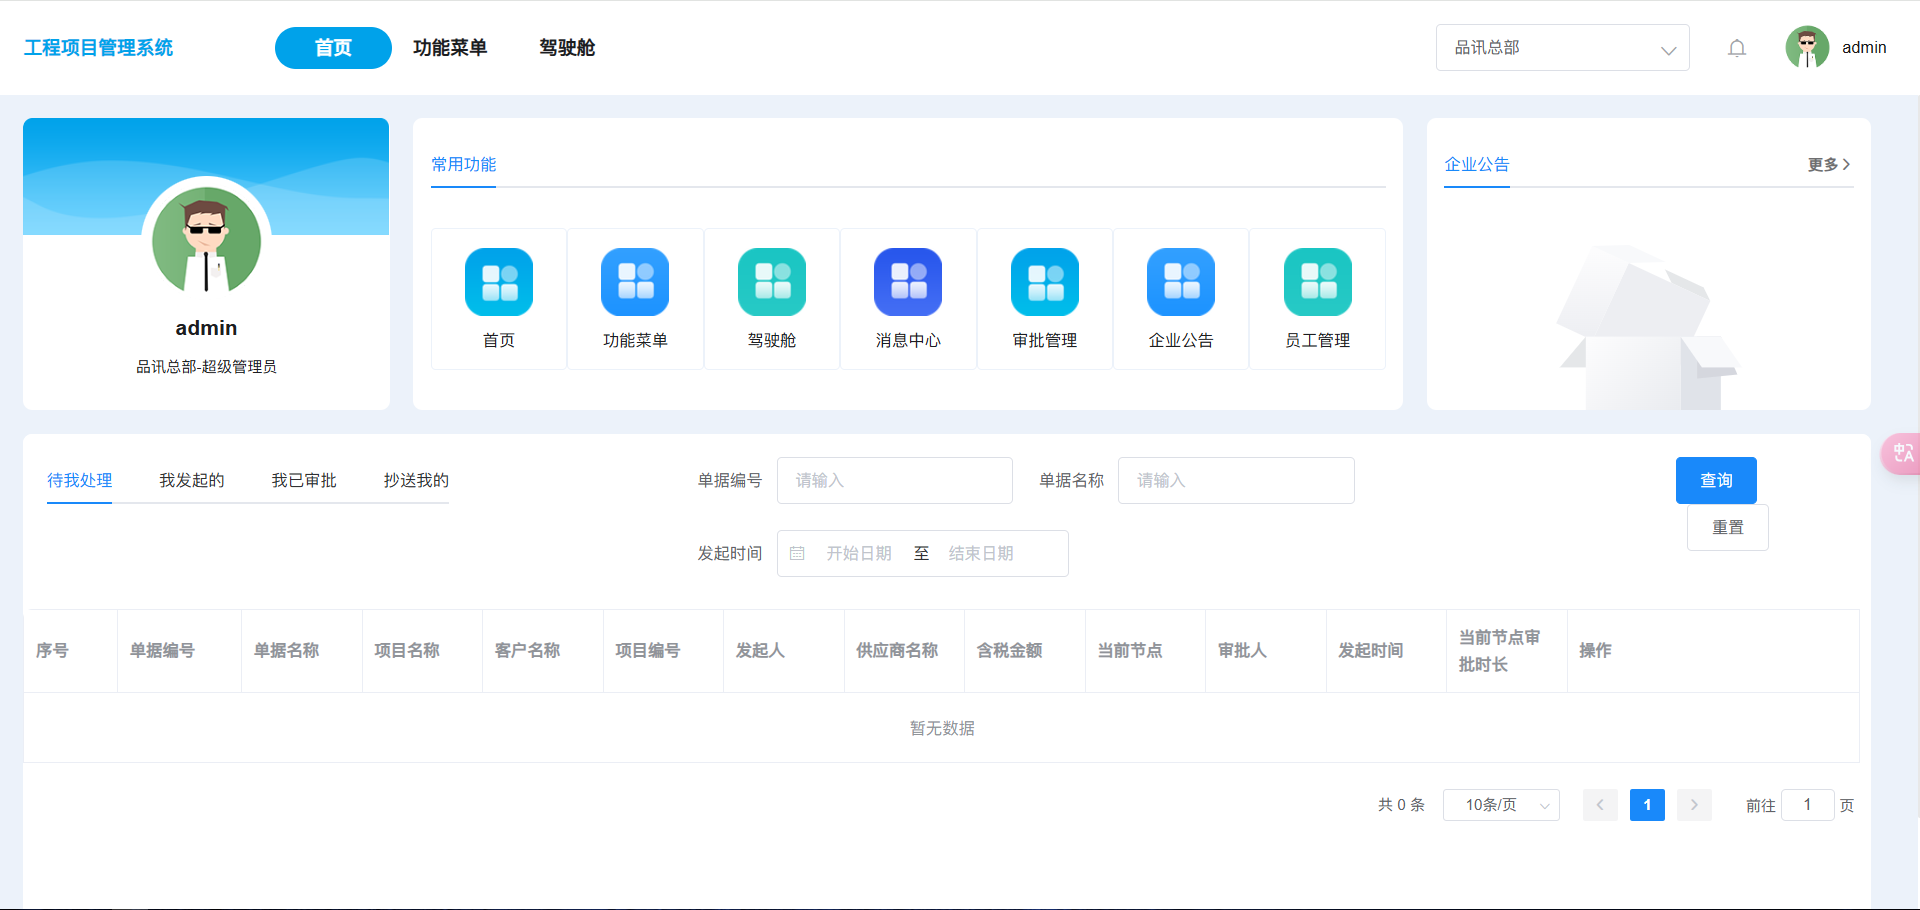 工程项目管理系统
首页
功能菜单
驾驶舱
品讯总部
admin
admin
品讯总部-超级管理员
常用功能
首页
功能菜单
驾驶舱
消息中心
审批管理
企业公告
员工管理
企业公告
更多
待我处理
我发起的
我已审批
抄送我的
单据编号
请输入
单据名称
请输入
查询
重置
发起时间
开始日期
至
结束日期
序号
单据编号
单据名称
项目名称
客户名称
项目编号
发起人
供应商名称
含税金额
当前节点
审批人
发起时间
当前节点审
批时长
操作
暂无数据
共 0 条
10条/页
1
前往
1
页
中
A